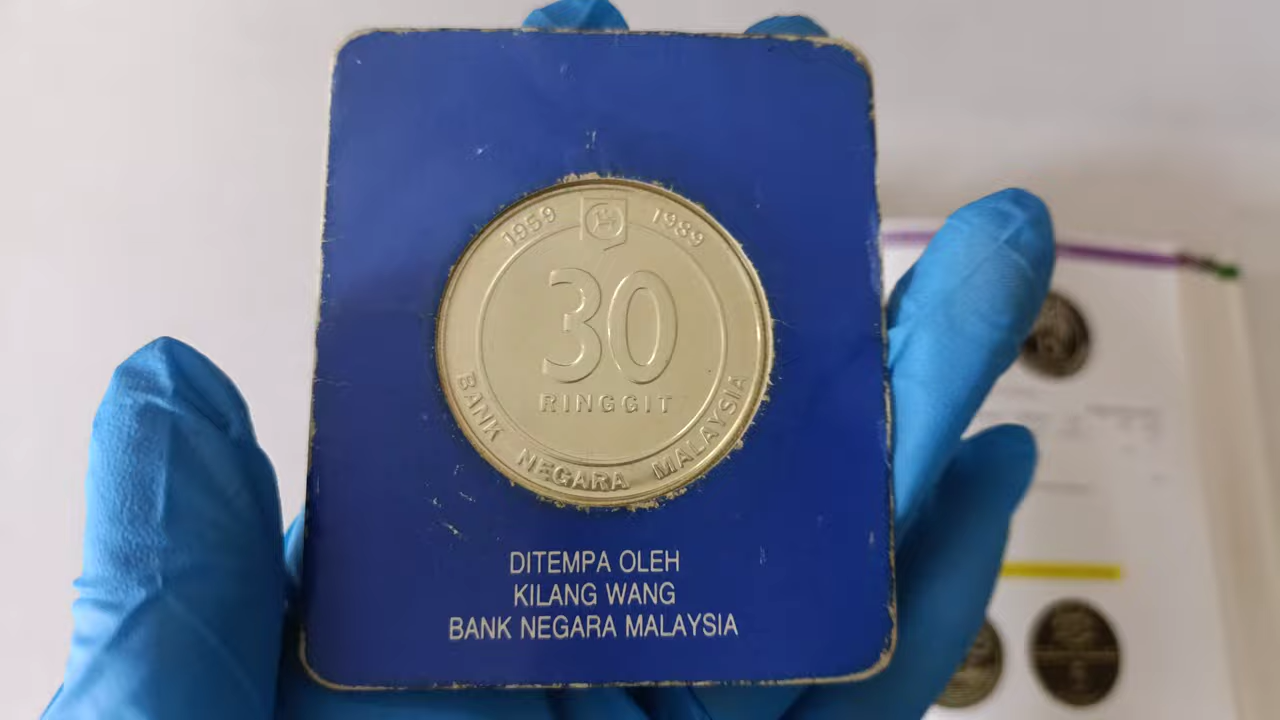 1959 1989
30
RINGGIT
BANK NEGARA MALAYSIA
DITEMPA OLEH
KILANG WANG
BANK NEGARA MALAYSIA